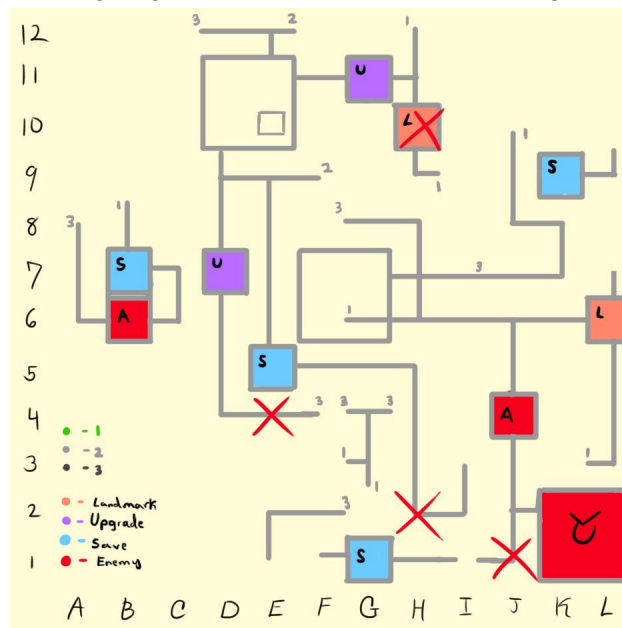 12 3 2 1
11 U
10 L
9 2 1 S
8 3 1 3
7 S U 3
6 A 1 L
5 S
4 3 3 3 A
- 1
- 2
3 1 1 1
- 3
2 3
- Landmark
- Upgrade
- Save
1 S
- Enemy
A B C D E F G H I J K L